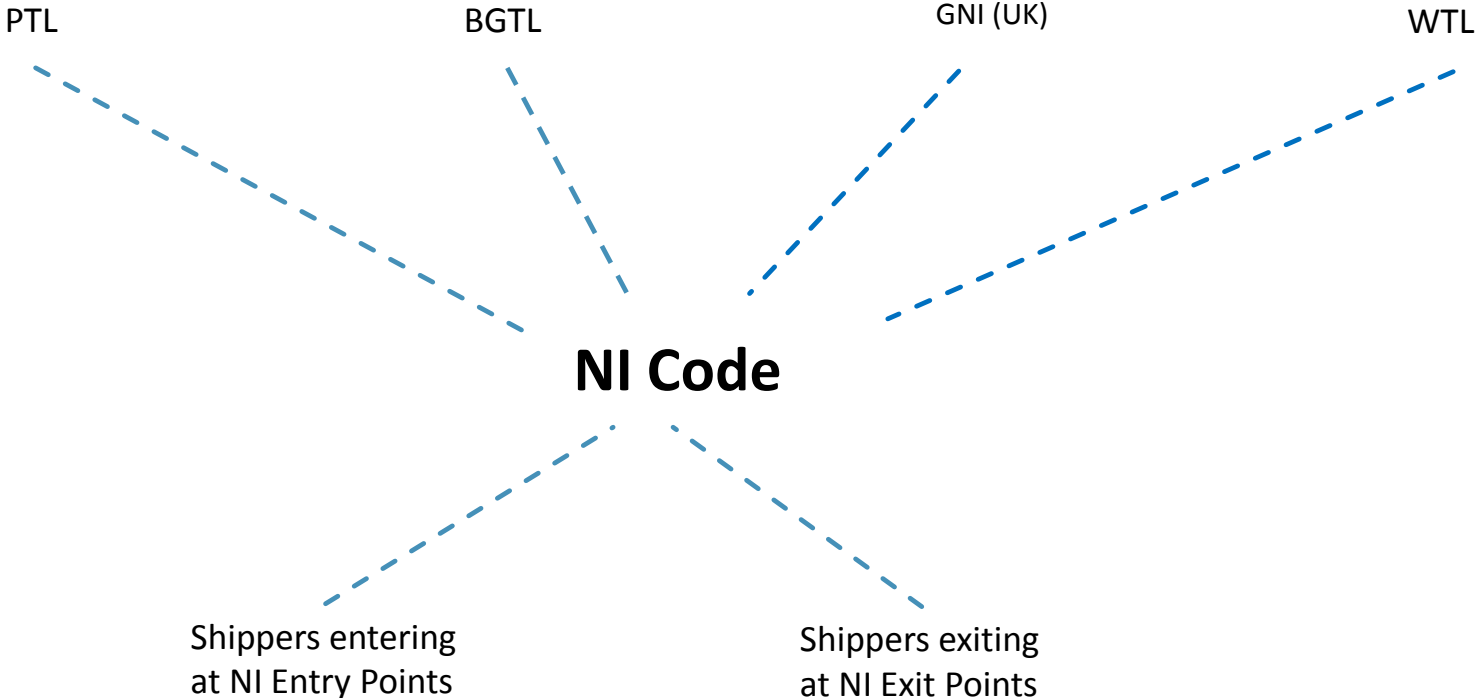 PTL
BGTL
GNI (UK)
WTL
NI Code
Shippers entering
at NI Entry Points
Shippers exiting
at NI Exit Points